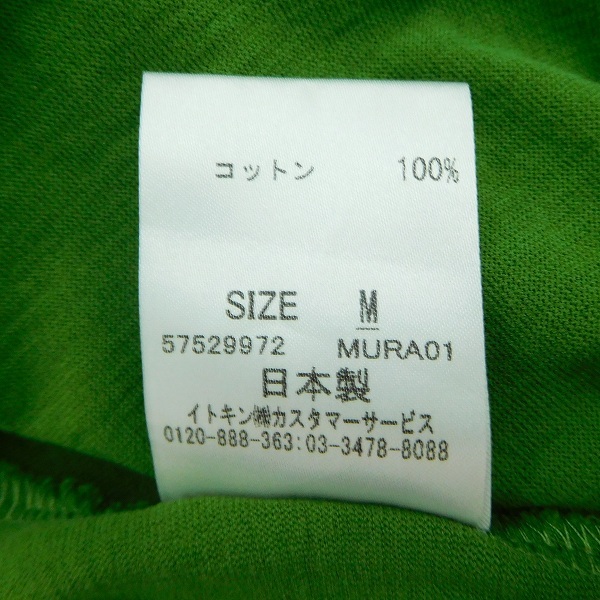 コットン 100%
SIZE M
57529972 MURA01
日本製
イトキン㈱カスタマーサービス
0120-888-363:03-3478-8088